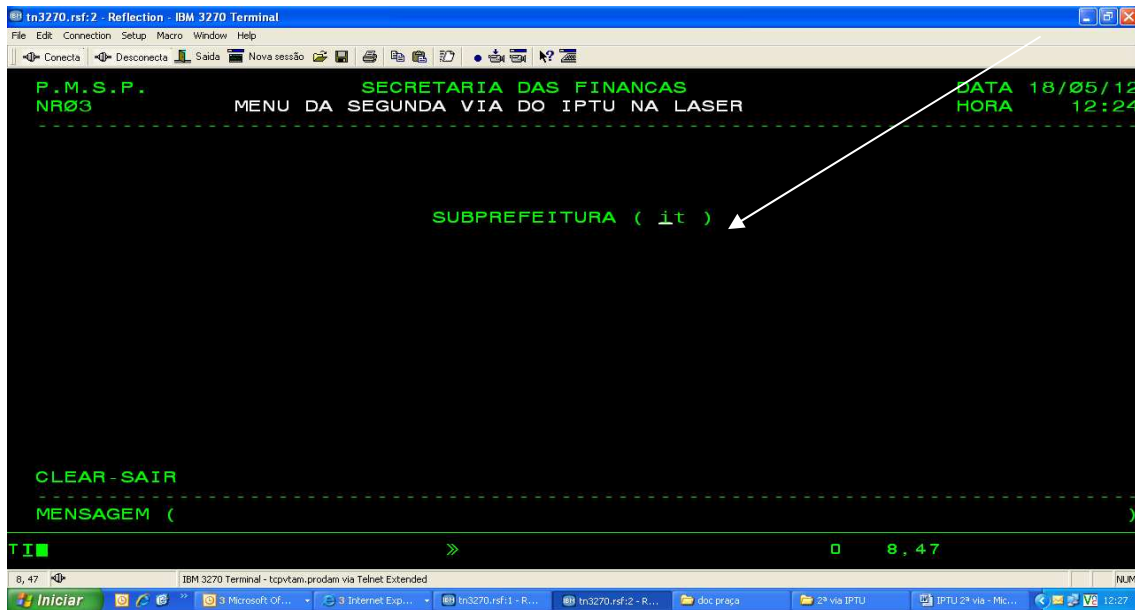 tn3270.rsf:2 - Reflection - IBM 3270 Terminal
File Edit Connection Setup Macro Window Help
Conecta Desconecta Saida Nova sessão
P.M.S.P. SECRETARIA DAS FINANCAS DATA 18/05/12
NR03 MENU DA SEGUNDA VIA DO IPTU NA LASER HORA 12:24
SUBPREFEITURA ( it )
CLEAR-SAIR
MENSAGEM ( )
T I » 8,47
8, 47 IBM 3270 Terminal - tcpvtam.prodam via Telnet Extended NUM
Iniciar » 3 Microsoft Of... 3 Internet Exp... tn3270.rsf:1 - R... tn3270.rsf:2 - R... doc praça 2ª via IPTU IPTU 2ª via - Mic... 12:27